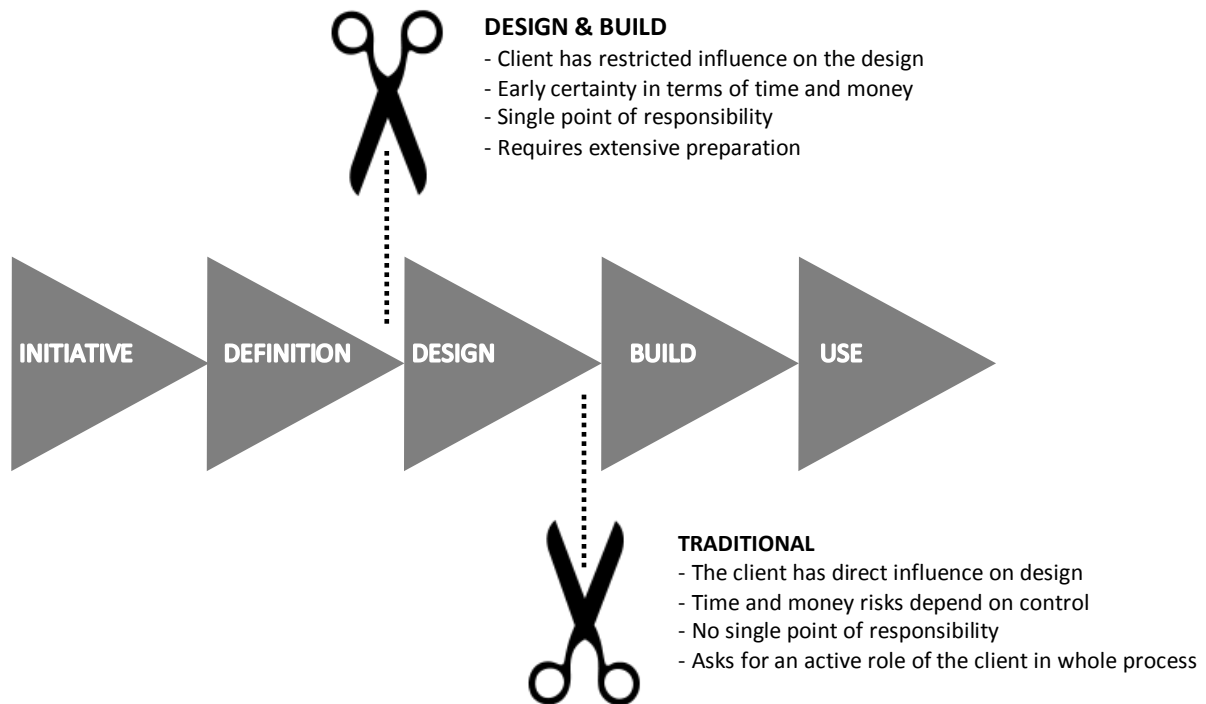 DESIGN & BUILD
- Client has restricted influence on the design
- Early certainty in terms of time and money
- Single point of responsibility
- Requires extensive preparation
INITIATIVE
DEFINITION
DESIGN
BUILD
USE
TRADITIONAL
- The client has direct influence on design
- Time and money risks depend on control
- No single point of responsibility
- Asks for an active role of the client in whole process